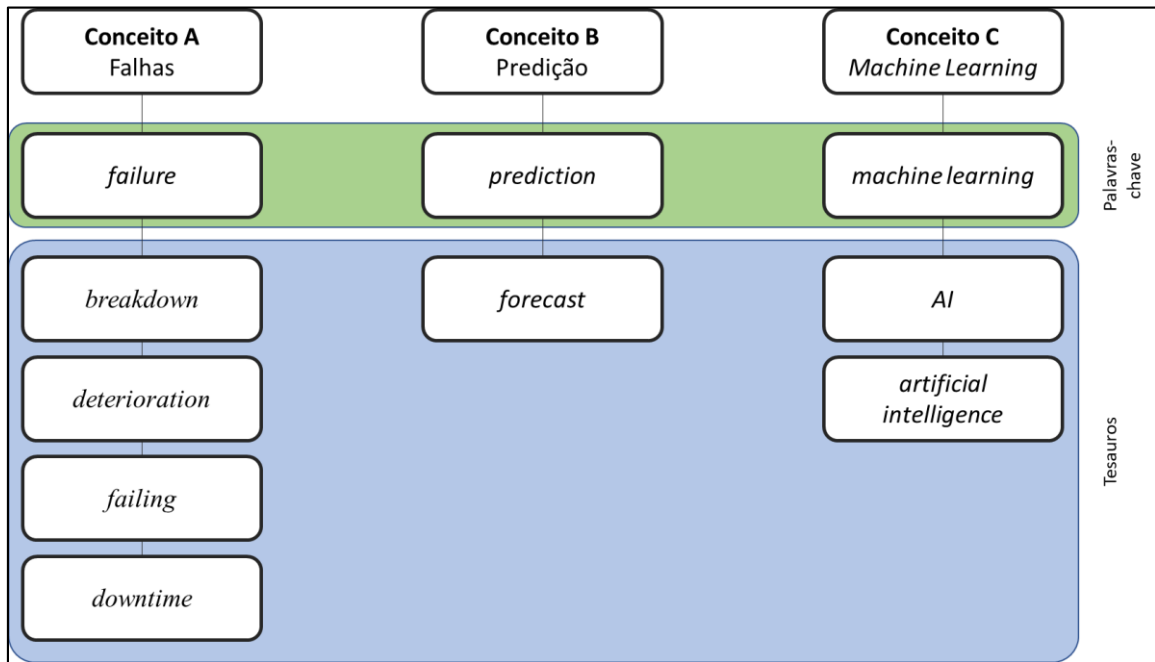 Conceito A
Falhas
Conceito B
Predição
Conceito C
Machine Learning
failure
prediction
machine learning
Palavras-
chave
breakdown
forecast
AI
deterioration
artificial
intelligence
failing
downtime
Tesauros